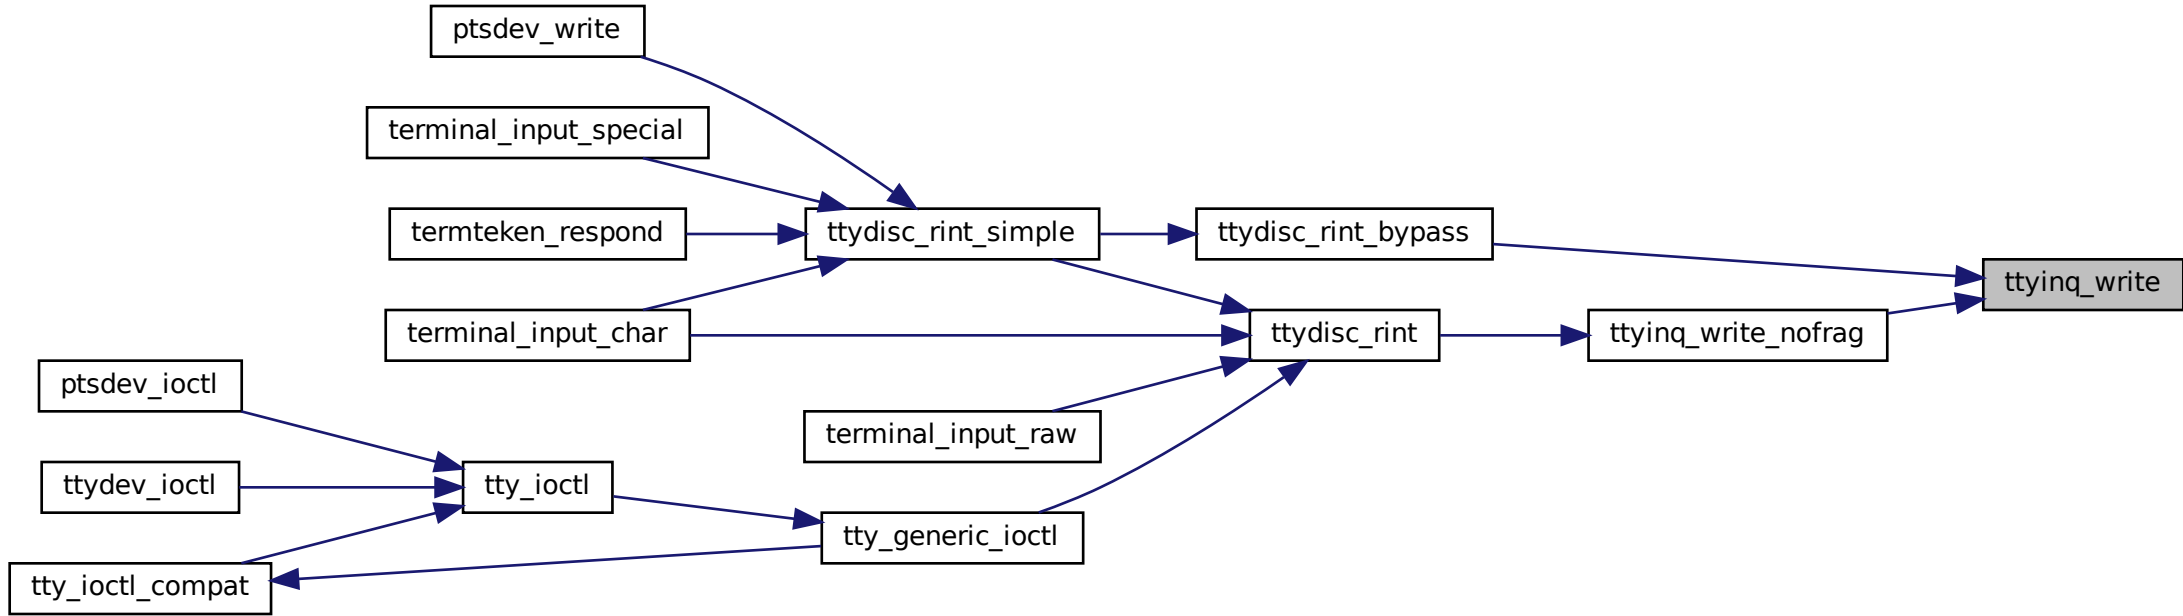 ptsdev_write
terminal_input_special
termteken_respond
ttydisc_rint_simple
ttydisc_rint_bypass
ttyinq_write
terminal_input_char
ttydisc_rint
ttyinq_write_nofrag
ptsdev_ioctl
terminal_input_raw
ttydev_ioctl
tty_ioctl
tty_generic_ioctl
tty_ioctl_compat